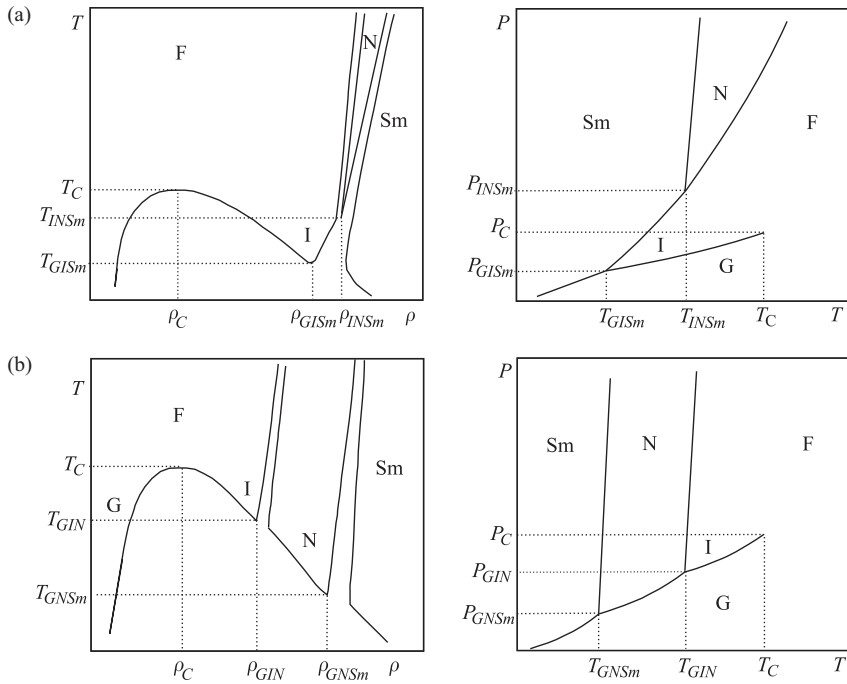 (a)
T
F
N
Sm
T_C
T_INSm
T_GISm
I
ρ_C
ρ_GISm
ρ_INSm
ρ
P
Sm
N
F
P_INSm
P_C
P_GISm
I
G
T_GISm
T_INSm
T_C
T
(b)
T
F
Sm
T_C
G
I
T_GIN
N
T_GNSm
ρ_C
ρ_GIN
ρ_GNSm
ρ
P
Sm
N
F
P_C
I
P_GIN
P_GNSm
G
T_GNSm
T_GIN
T_C
T